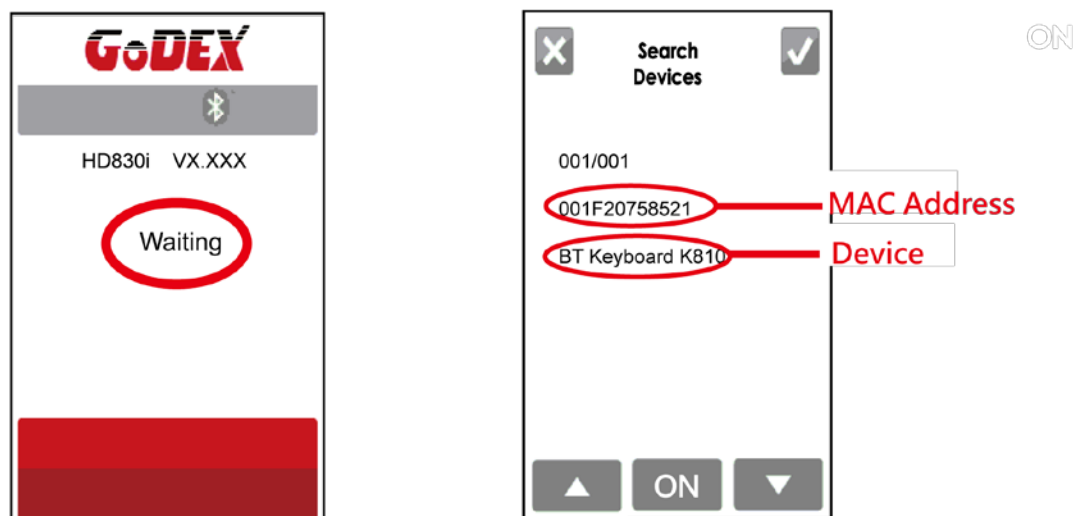 GoDEX
HD830i VX.XXX
Waiting
Search
Devices
001/001
001F20758521
BT Keyboard K810
ON
MAC Address
Device
ON